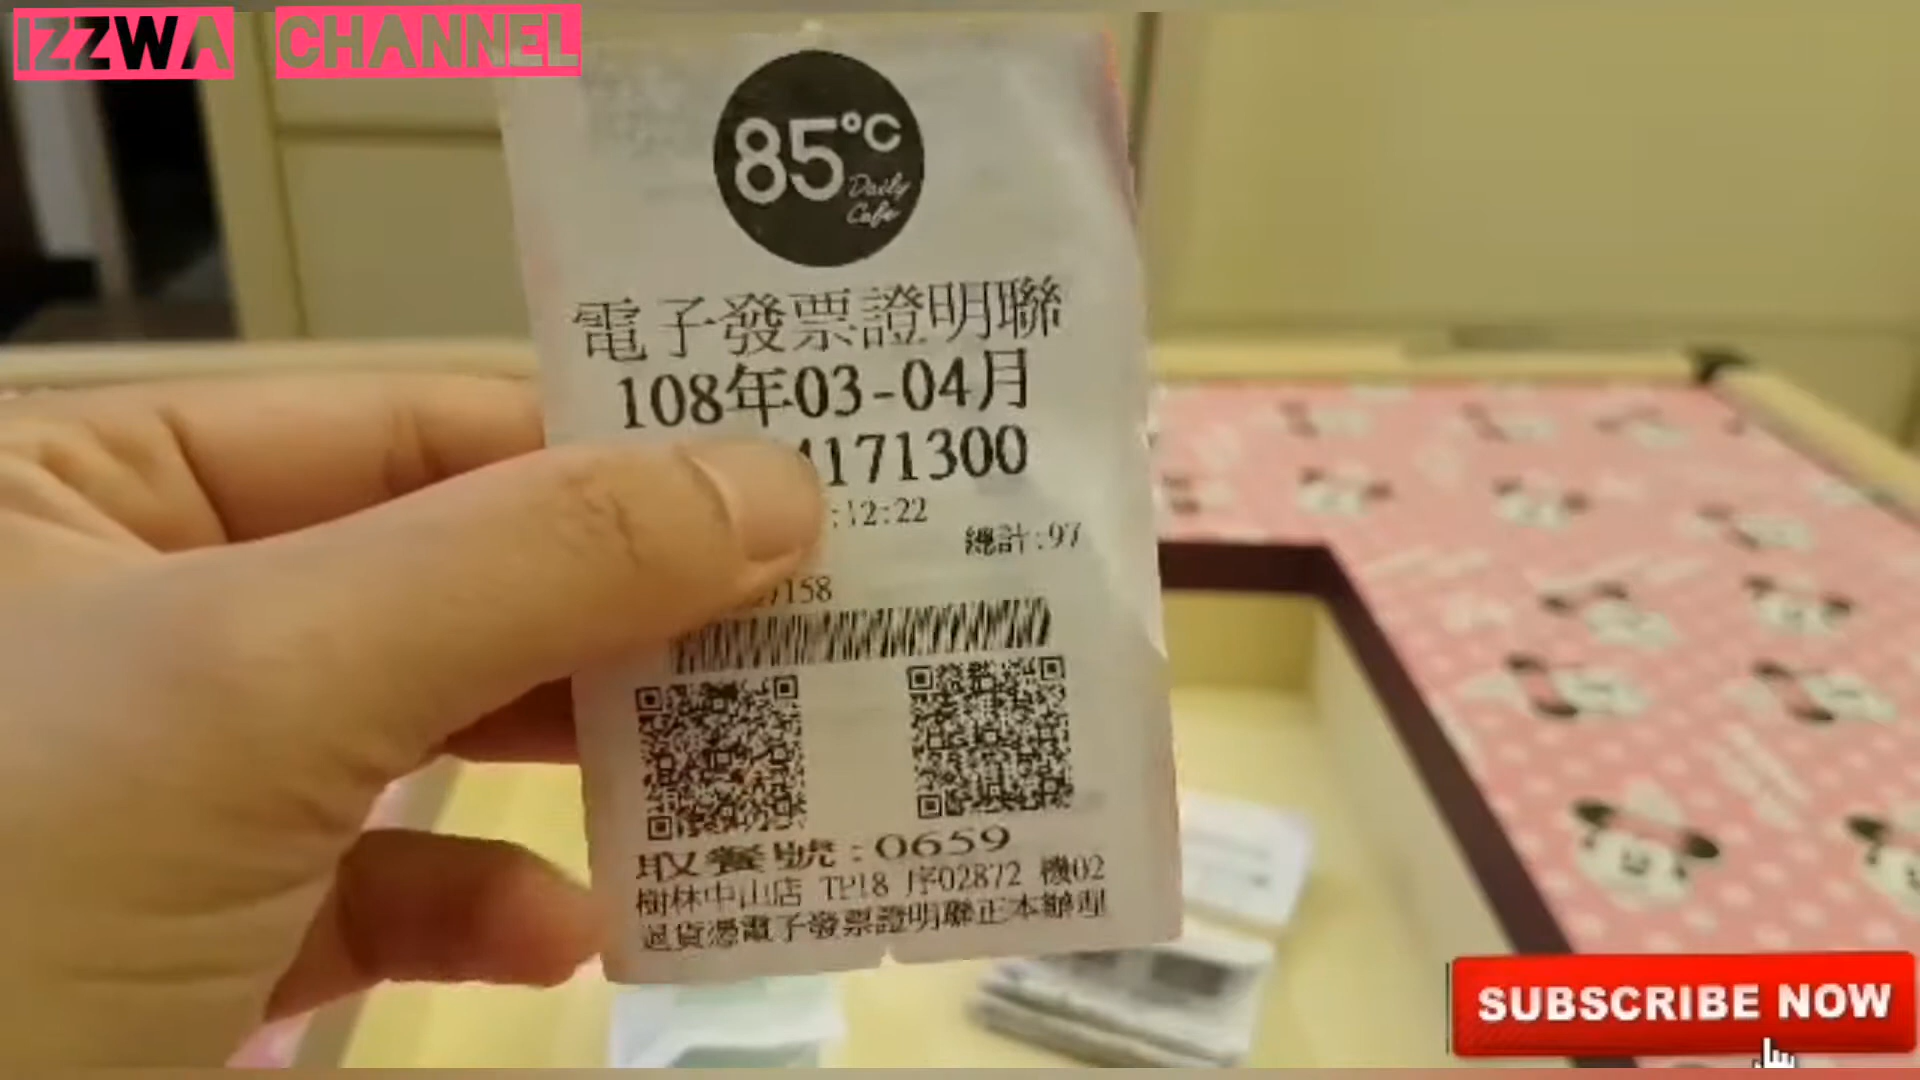 IZZWA CHANNEL
85°C
Daily
Cafe
電子發票證明聯
108年03-04月
4171300
:12:22
總計:97
7158
取餐號:0659
樹林中山店 TP18 序02872 機02
退貨憑電子發票證明聯正本辦理
SUBSCRIBE NOW